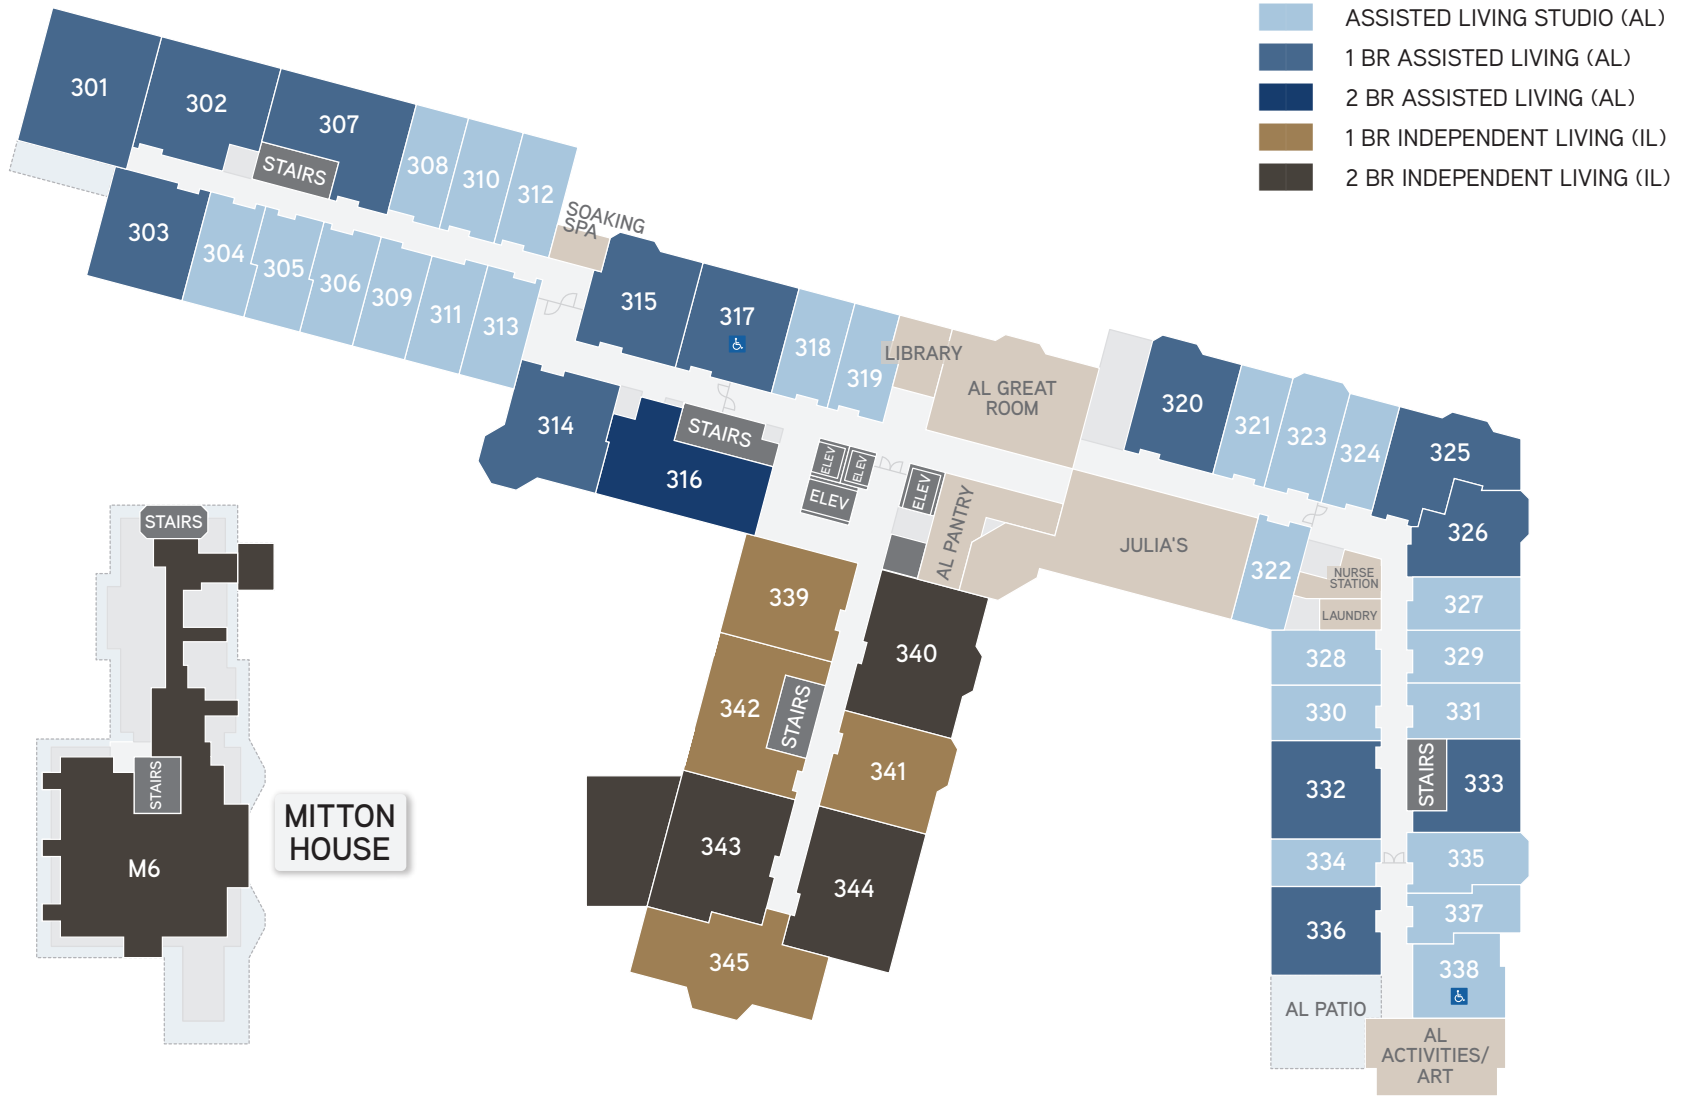 ASSISTED LIVING STUDIO (AL)
1 BR ASSISTED LIVING (AL)
2 BR ASSISTED LIVING (AL)
1 BR INDEPENDENT LIVING (IL)
2 BR INDEPENDENT LIVING (IL)
301
302
307
STAIRS
308
310
312
SOAKING
SPA
303
304
305
306
309
311
313
315
317
318
319
LIBRARY
AL GREAT
ROOM
314
316
STAIRS
ELEV
ELEV
ELEV
ELEV
AL PANTRY
JULIA'S
320
321
323
324
325
326
322
NURSE
STATION
LAUNDRY
327
328
329
330
331
332
STAIRS
333
334
335
336
337
338
AL PATIO
AL
ACTIVITIES/
ART
339
340
342
STAIRS
341
343
344
345
STAIRS
STAIRS
M6
MITTON
HOUSE